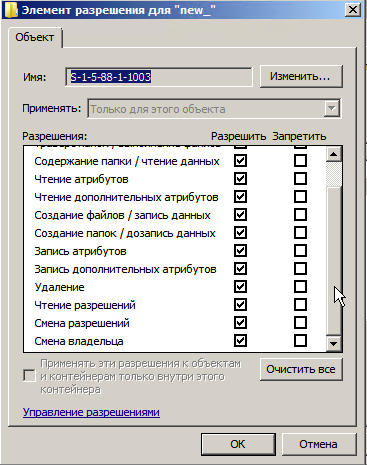 Элемент разрешения для "new_"
Объект
Имя: S-1-5-88-1-1003 Изменить...
Применять: Только для этого объекта
Разрешения: Разрешить Запретить
Содержание папки / чтение данных
Чтение атрибутов
Чтение дополнительных атрибутов
Создание файлов / запись данных
Создание папок / дозапись данных
Запись атрибутов
Запись дополнительных атрибутов
Удаление
Чтение разрешений
Смена разрешений
Смена владельца
Применять эти разрешения к объектам
и контейнерам только внутри этого
контейнера
Очистить все
Управление разрешениями
OK Отмена